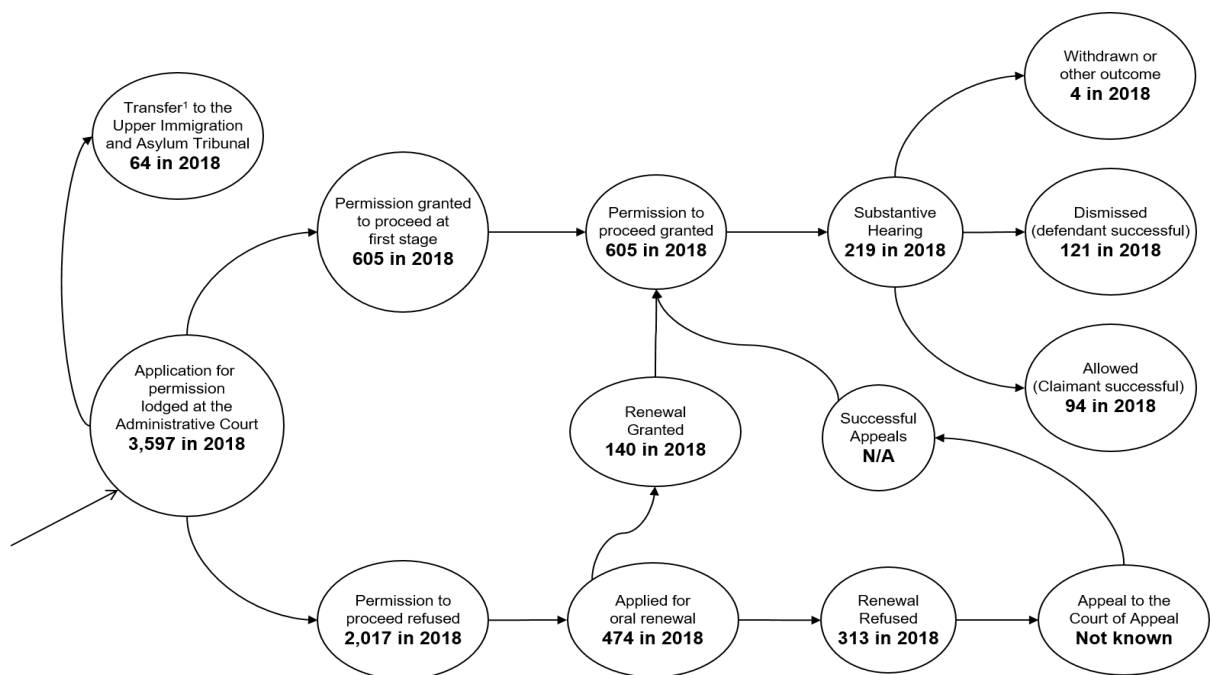 Transfer¹ to the
Upper Immigration
and Asylum Tribunal
64 in 2018
Application for
permission
lodged at the
Administrative Court
3,597 in 2018
Permission granted
to proceed at
first stage
605 in 2018
Permission to
proceed granted
605 in 2018
Substantive
Hearing
219 in 2018
Withdrawn or
other outcome
4 in 2018
Dismissed
(defendant successful)
121 in 2018
Allowed
(Claimant successful)
94 in 2018
Renewal
Granted
140 in 2018
Successful
Appeals
N/A
Permission to
proceed refused
2,017 in 2018
Applied for
oral renewal
474 in 2018
Renewal
Refused
313 in 2018
Appeal to the
Court of Appeal
Not known